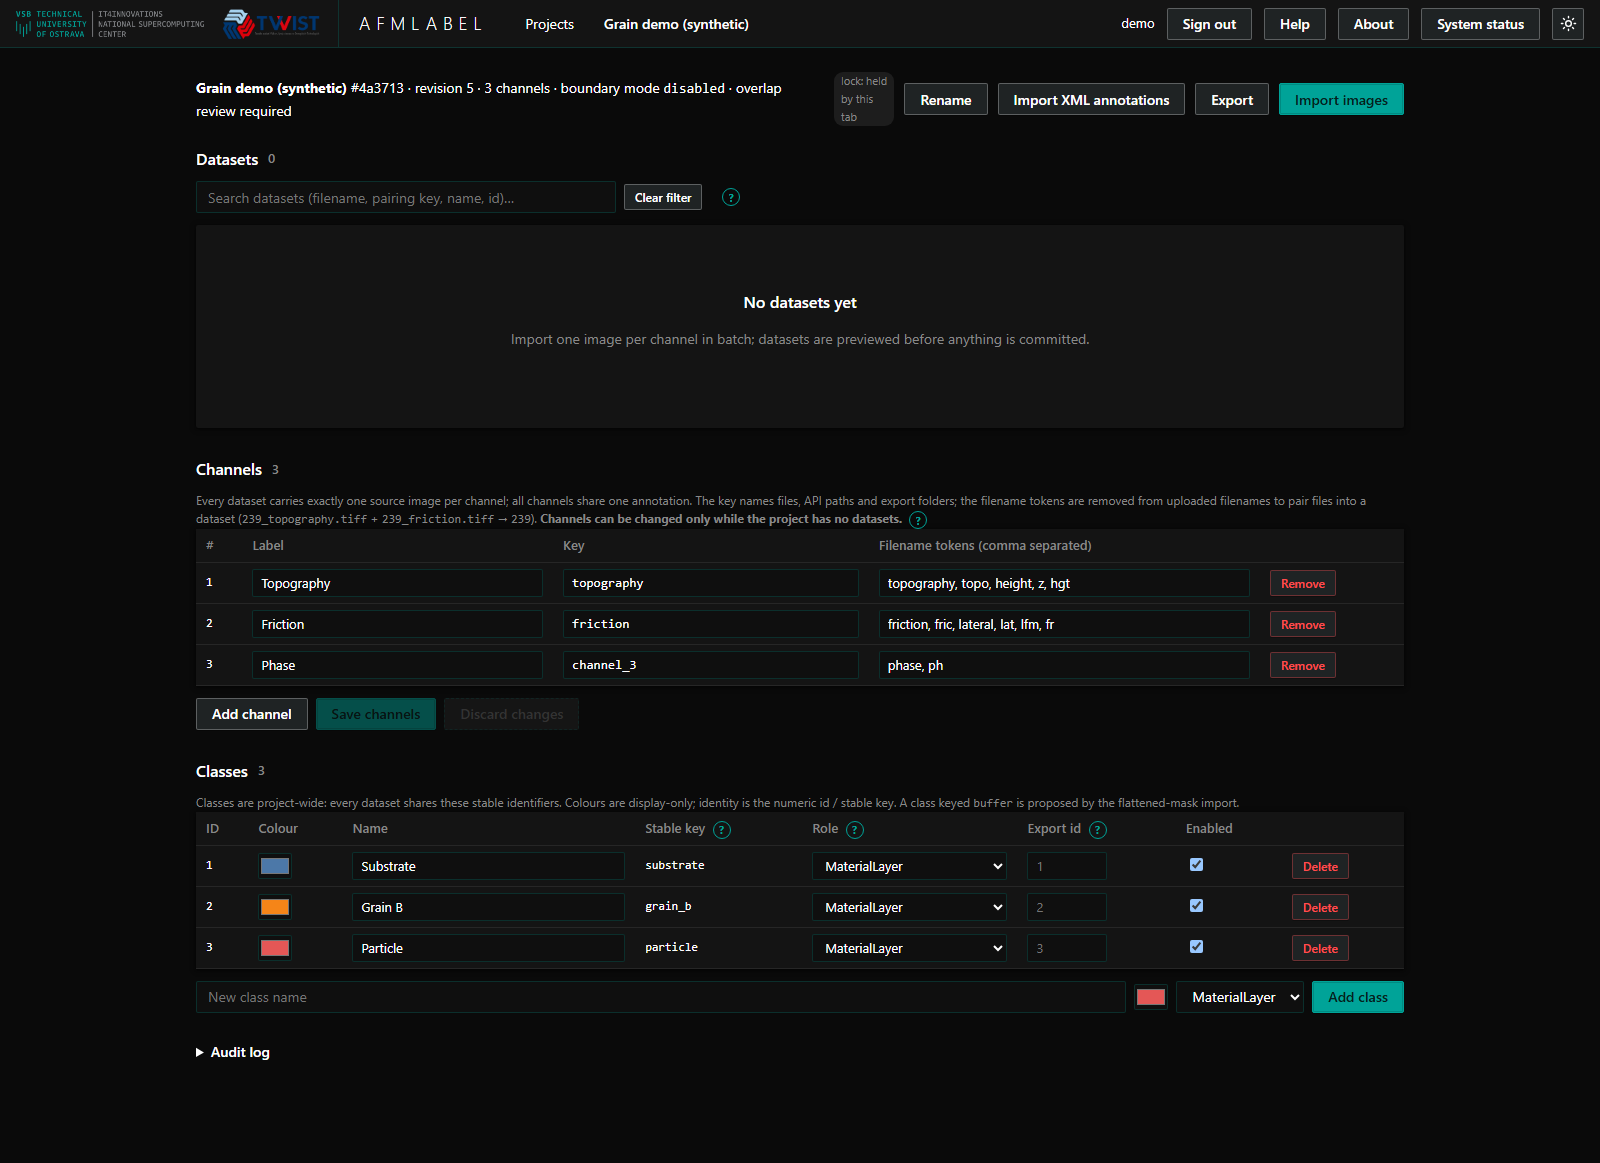 VSB TECHNICAL UNIVERSITY OF OSTRAVA
IT4INNOVATIONS NATIONAL SUPERCOMPUTING CENTER
TWIST
AFMLABEL
Projects
Grain demo (synthetic)
demo
Sign out
Help
About
System status
Grain demo (synthetic) #4a3713 · revision 5 · 3 channels · boundary mode disabled · overlap
review required
lock: held
by this
tab
Rename
Import XML annotations
Export
Import images
Datasets 0
Search datasets (filename, pairing key, name, id)...
Clear filter
?
No datasets yet
Import one image per channel in batch; datasets are previewed before anything is committed.
Channels 3
Every dataset carries exactly one source image per channel; all channels share one annotation. The key names files, API paths and export folders; the filename tokens are removed from uploaded filenames to pair files into a
dataset (239_topography.tiff + 239_friction.tiff → 239). Channels can be changed only while the project has no datasets. ?
# Label Key Filename tokens (comma separated)
1 Topography topography topography, topo, height, z, hgt Remove
2 Friction friction friction, fric, lateral, lat, lfm, fr Remove
3 Phase channel_3 phase, ph Remove
Add channel Save channels Discard changes
Classes 3
Classes are project-wide: every dataset shares these stable identifiers. Colours are display-only; identity is the numeric id / stable key. A class keyed buffer is proposed by the flattened-mask import.
ID Colour Name Stable key ? Role ? Export id ? Enabled
1 Substrate substrate MaterialLayer 1 Delete
2 Grain B grain_b MaterialLayer 2 Delete
3 Particle particle MaterialLayer 3 Delete
New class name MaterialLayer Add class
Audit log